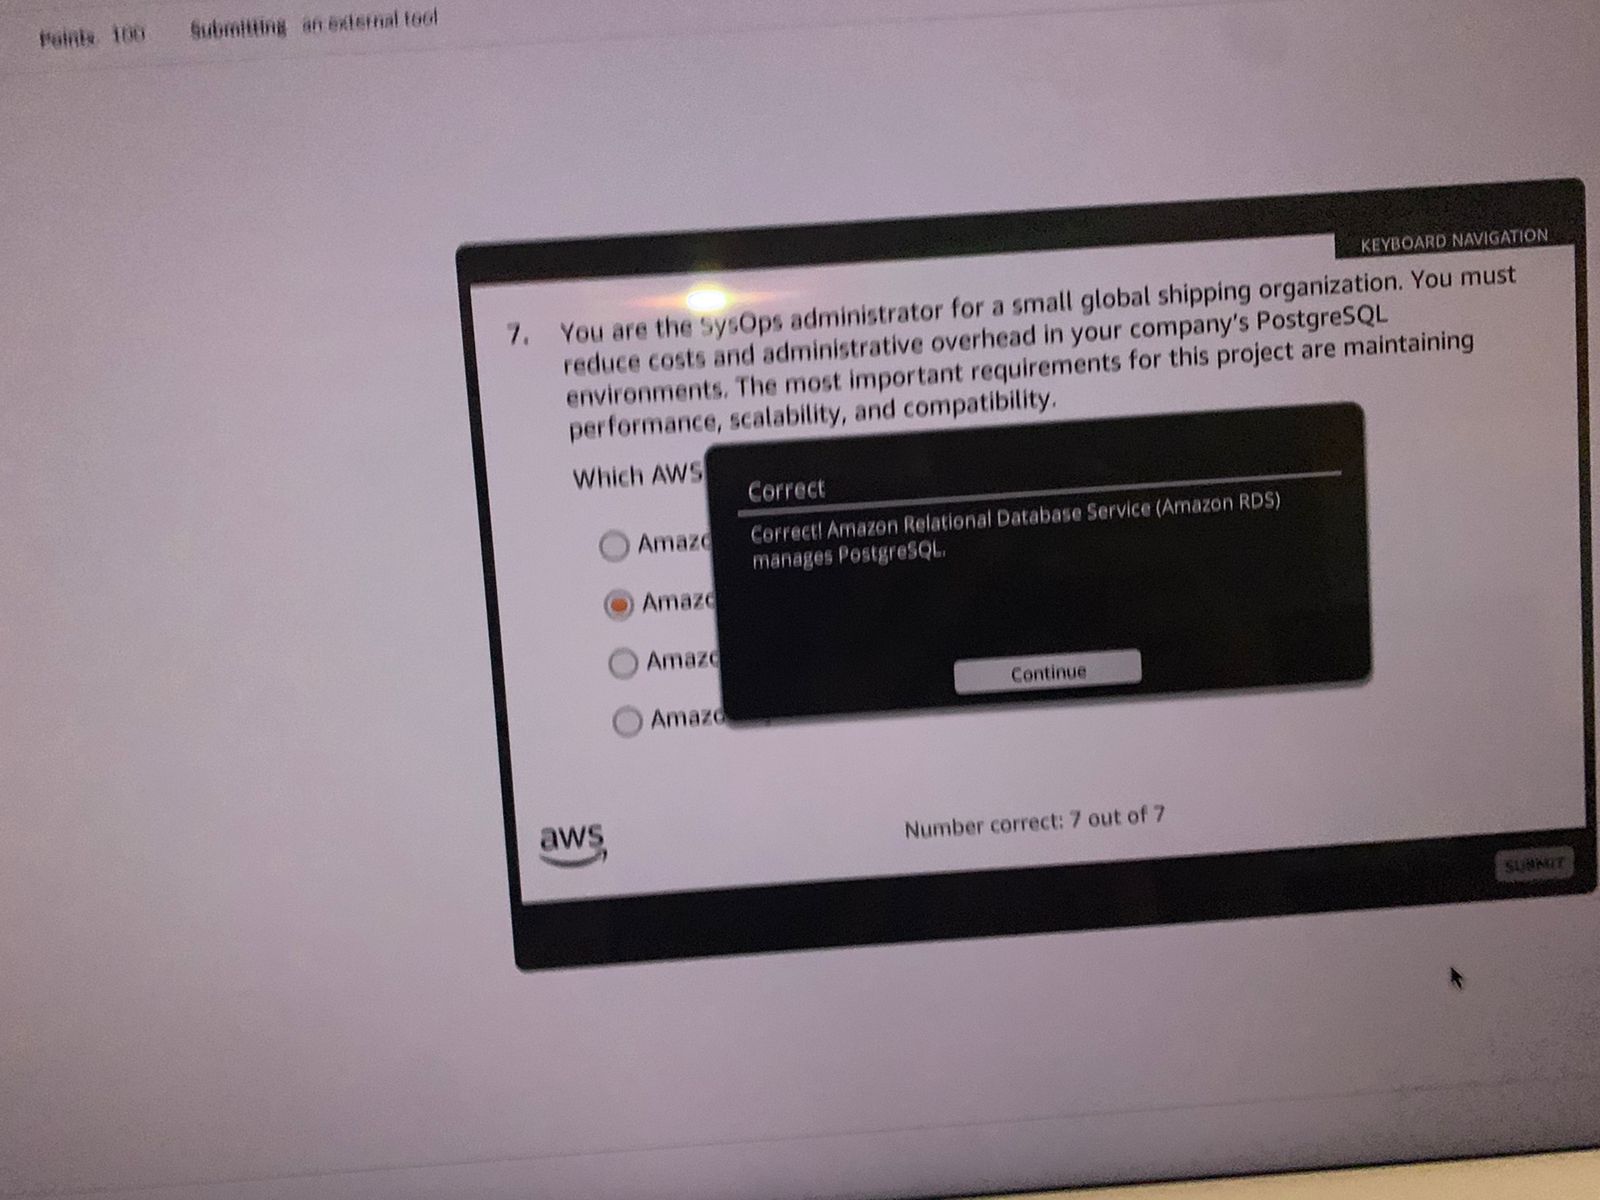 Points 100 Submitting an external tool
KEYBOARD NAVIGATION
7. You are the SysOps administrator for a small global shipping organization. You must
reduce costs and administrative overhead in your company's PostgreSQL
environments. The most important requirements for this project are maintaining
performance, scalability, and compatibility.
Which AWS
Correct
Correct! Amazon Relational Database Service (Amazon RDS)
manages PostgreSQL.
Continue
Amazo
Amazo
Amazo
Amazo
Number correct: 7 out of 7
aws
SUBMIT